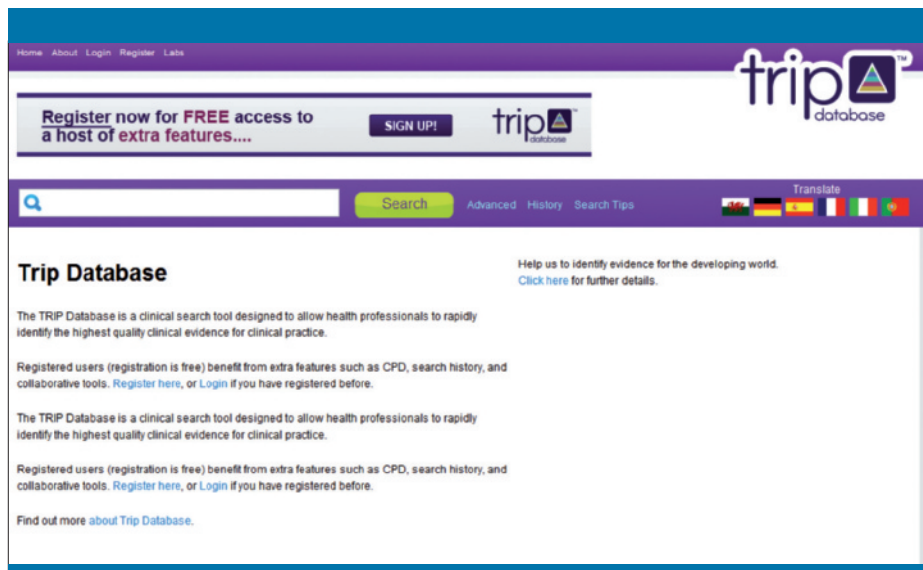 Home About Login Register Labs
trip database TM
Register now for FREE access to
a host of extra features....
SIGN UP!
trip database
Search
Advanced History Search Tips
Translate
Trip Database
The TRIP Database is a clinical search tool designed to allow health professionals to rapidly
identify the highest quality clinical evidence for clinical practice.
Registered users (registration is free) benefit from extra features such as CPD, search history, and
collaborative tools. Register here, or Login if you have registered before.
The TRIP Database is a clinical search tool designed to allow health professionals to rapidly
identify the highest quality clinical evidence for clinical practice.
Registered users (registration is free) benefit from extra features such as CPD, search history, and
collaborative tools. Register here, or Login if you have registered before.
Find out more about Trip Database.
Help us to identify evidence for the developing world.
Click here for further details.